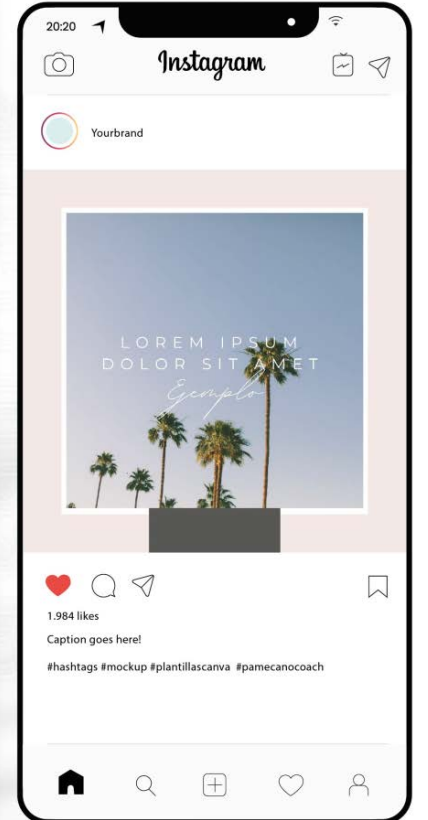 20:20
Instagram
Yourbrand
LOREM IPSUM
DOLOR SIT AMET
Ejemplo
1.984 likes
Caption goes here!
#hashtags #mockup #plantillascanva #pamecanocoach